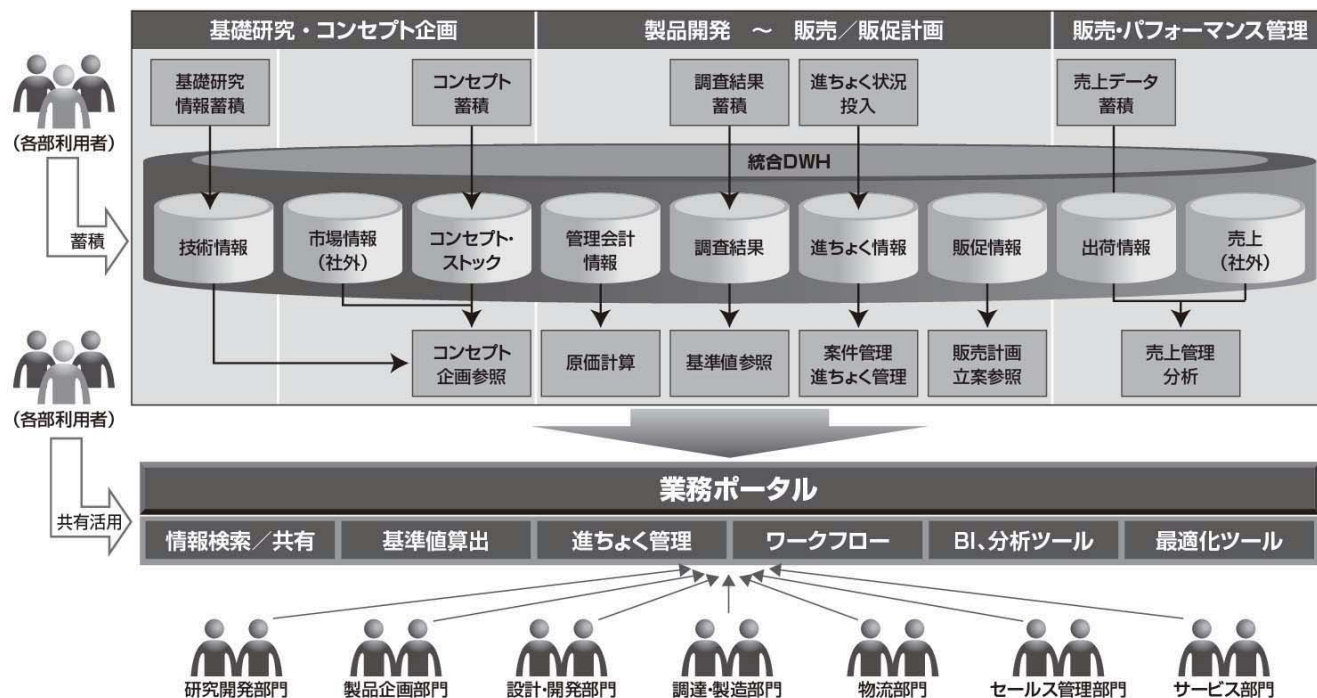 基礎研究・コンセプト企画
製品開発 ～ 販売／販促計画
販売・パフォーマンス管理
(各部利用者)
基礎研究
情報蓄積
コンセプト
蓄積
調査結果
蓄積
進ちょく状況
投入
売上データ
蓄積
統合DWH
蓄積
技術情報
市場情報
(社外)
コンセプト・
ストック
管理会計
情報
調査結果
進ちょく情報
販促情報
出荷情報
売上
(社外)
(各部利用者)
コンセプト
企画参照
原価計算
基準値参照
案件管理
進ちょく管理
販売計画
立案参照
売上管理
分析
共有活用
業務ポータル
情報検索／共有
基準値算出
進ちょく管理
ワークフロー
BI、分析ツール
最適化ツール
研究開発部門
製品企画部門
設計・開発部門
調達・製造部門
物流部門
セールス管理部門
サービス部門